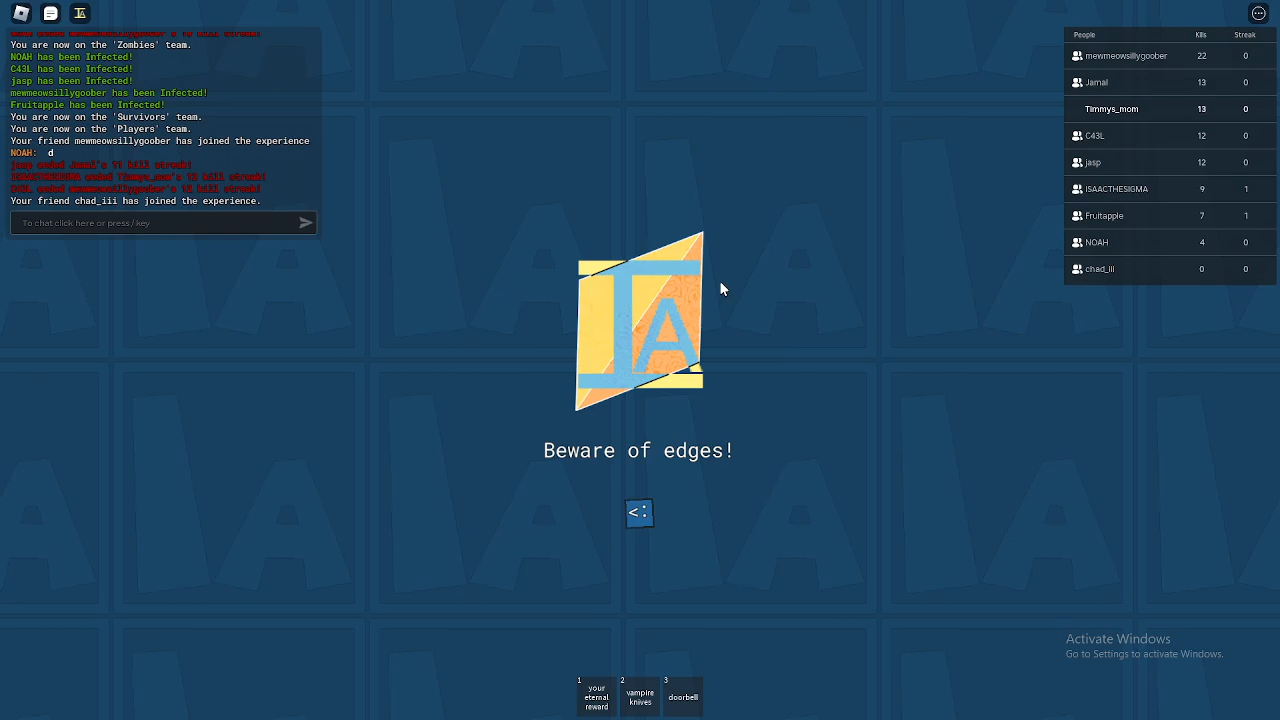 IA
You are now on the 'Zombies' team.
NOAH has been Infected!
C43L has been Infected!
jasp has been Infected!
mewmeowsillygoober has been Infected!
Fruitapple has been Infected!
You are now on the 'Survivors' team.
You are now on the 'Players' team.
Your friend mewmeowsillygoober has joined the experience
NOAH: d
jasp ended Jamal's 11 kill streak!
ISAACTHESIGMA ended Timmys_mom's 12 kill streak!
C43L ended mewmeowsillygoober's 12 kill streak!
Your friend chad_iii has joined the experience.
To chat click here or press / key
People Kills Streak
mewmeowsillygoober 22 0
Jamal 13 0
Timmys_mom 13 0
C43L 12 0
jasp 12 0
ISAACTHESIGMA 9 1
Fruitapple 7 1
NOAH 4 0
chad_iii 0 0
IA
Beware of edges!
<:
Activate Windows
Go to Settings to activate Windows.
1 your eternal reward
2 vampire knives
3 doorbell